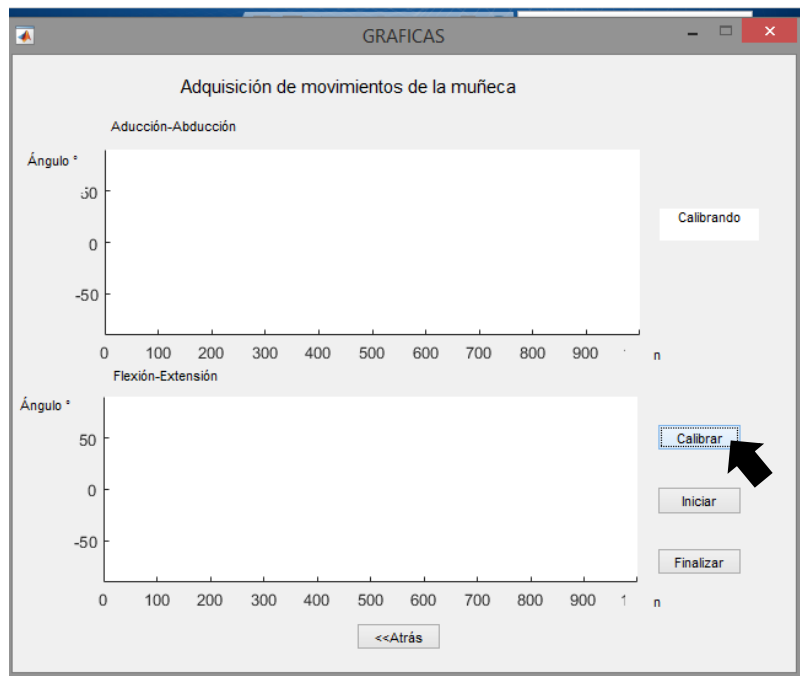 GRAFICAS
Adquisición de movimientos de la muñeca
Aducción-Abducción
Ángulo °
50
0
-50
0 100 200 300 400 500 600 700 800 900 n
Calibrando
Flexión-Extensión
Ángulo °
50
0
-50
0 100 200 300 400 500 600 700 800 900 1 n
Calibrar
Iniciar
Finalizar
<<Atrás